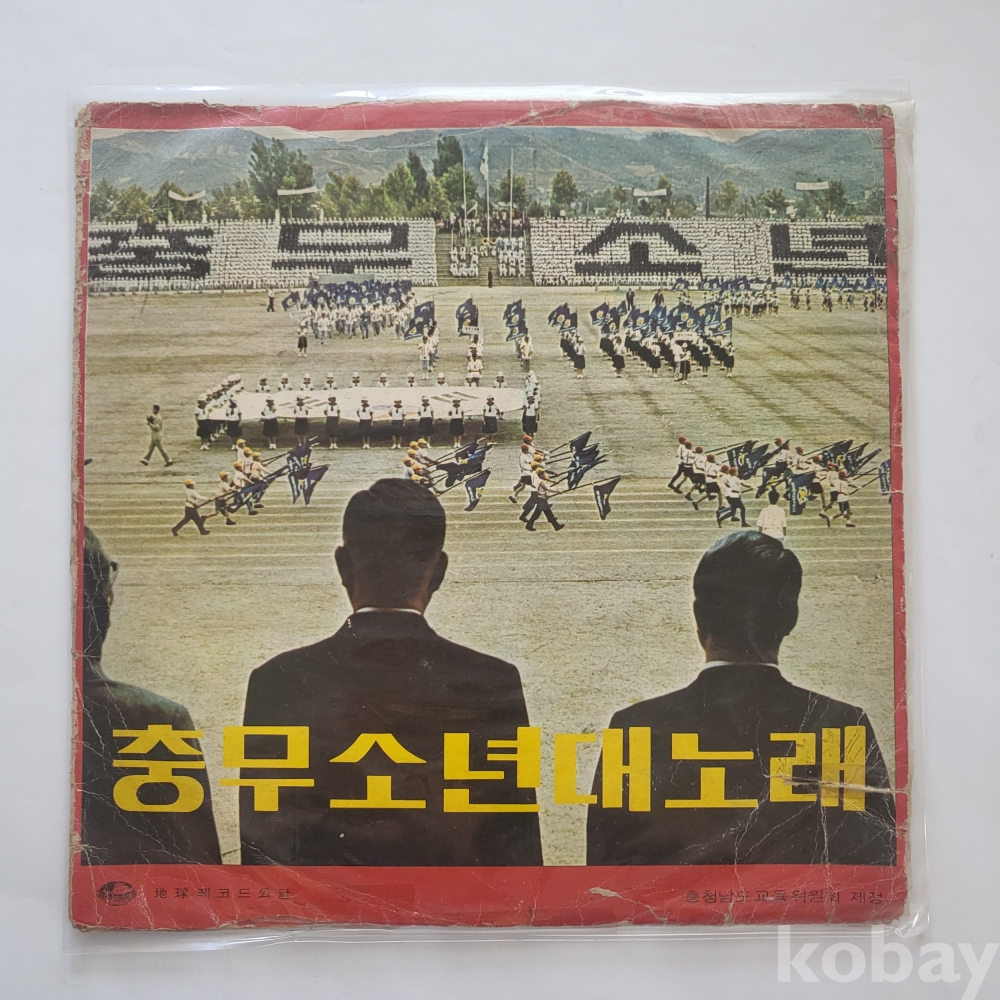 충무소년
충무소년대노래
地球레코드公社
충청남도교육위원회 제정
kobay